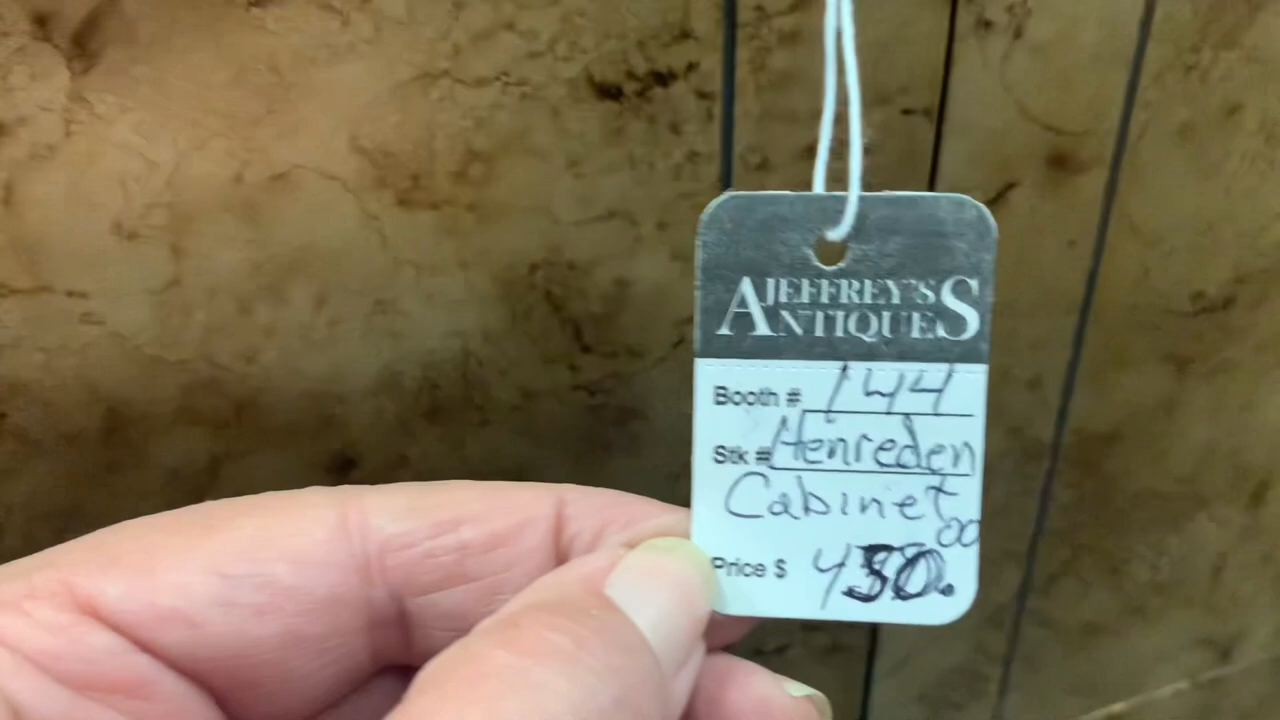 JEFFREY'S
ANTIQUES
Booth # 144
Stk # Henreden
Cabinet
Price $ 450.00